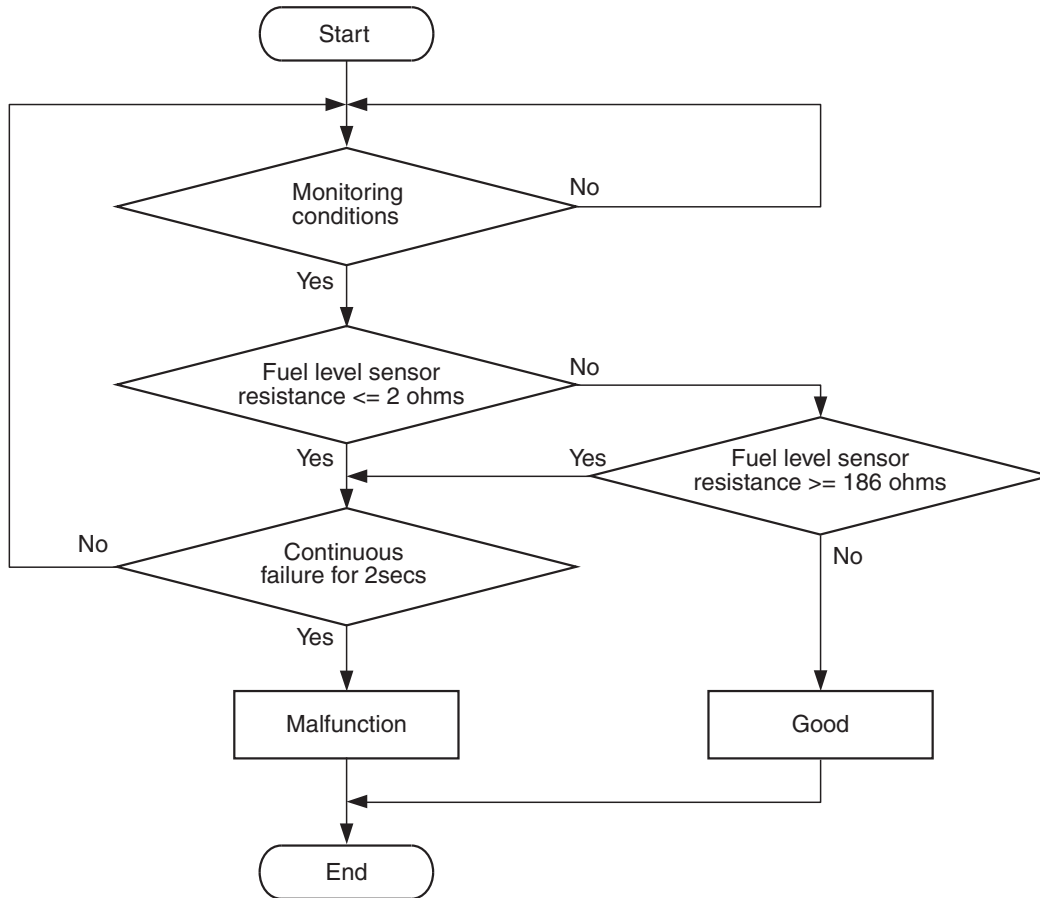 Start
Monitoring
conditions
No
Yes
Fuel level sensor
resistance <= 2 ohms
No
Yes
Yes
Fuel level sensor
resistance >= 186 ohms
No
Continuous
failure for 2secs
No
Yes
Malfunction
Good
End